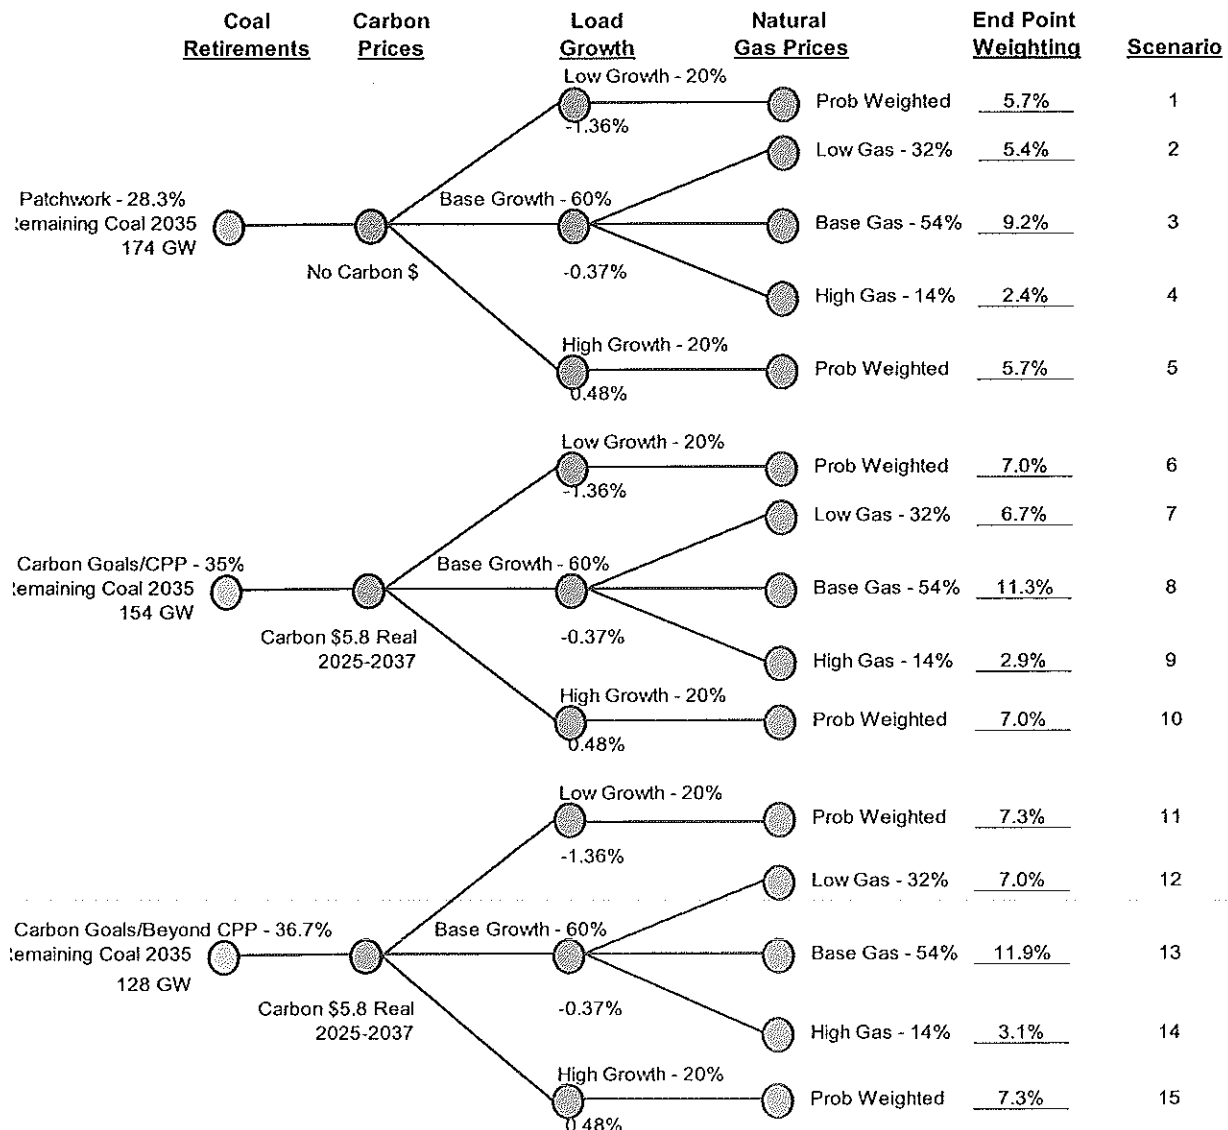 Coal Retirements
Carbon Prices
Load Growth
Natural Gas Prices
End Point Weighting
Scenario
Low Growth - 20%
-1.36%
Prob Weighted 5.7% 1
Low Gas - 32% 5.4% 2
Patchwork - 28.3%
Remaining Coal 2035
174 GW
No Carbon $
Base Growth - 60%
-0.37%
Base Gas - 54% 9.2% 3
High Gas - 14% 2.4% 4
High Growth - 20%
0.48%
Prob Weighted 5.7% 5
Low Growth - 20%
-1.36%
Prob Weighted 7.0% 6
Low Gas - 32% 6.7% 7
Carbon Goals/CPP - 35%
Remaining Coal 2035
154 GW
Carbon $5.8 Real
2025-2037
Base Growth - 60%
-0.37%
Base Gas - 54% 11.3% 8
High Gas - 14% 2.9% 9
High Growth - 20%
0.48%
Prob Weighted 7.0% 10
Low Growth - 20%
-1.36%
Prob Weighted 7.3% 11
Low Gas - 32% 7.0% 12
Carbon Goals/Beyond CPP - 36.7%
Remaining Coal 2035
128 GW
Carbon $5.8 Real
2025-2037
Base Growth - 60%
-0.37%
Base Gas - 54% 11.9% 13
High Gas - 14% 3.1% 14
High Growth - 20%
0.48%
Prob Weighted 7.3% 15